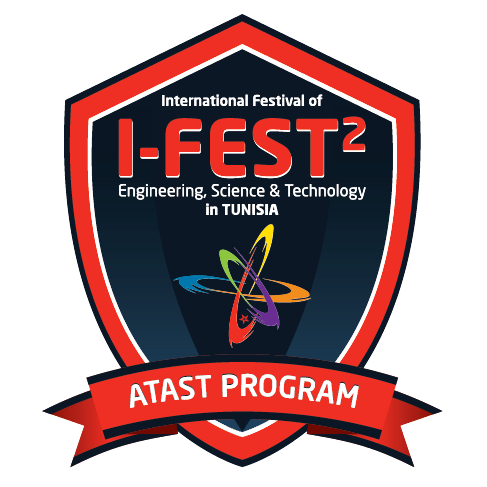 International Festival of
I-FEST²
Engineering, Science & Technology
in TUNISIA
ATAST PROGRAM